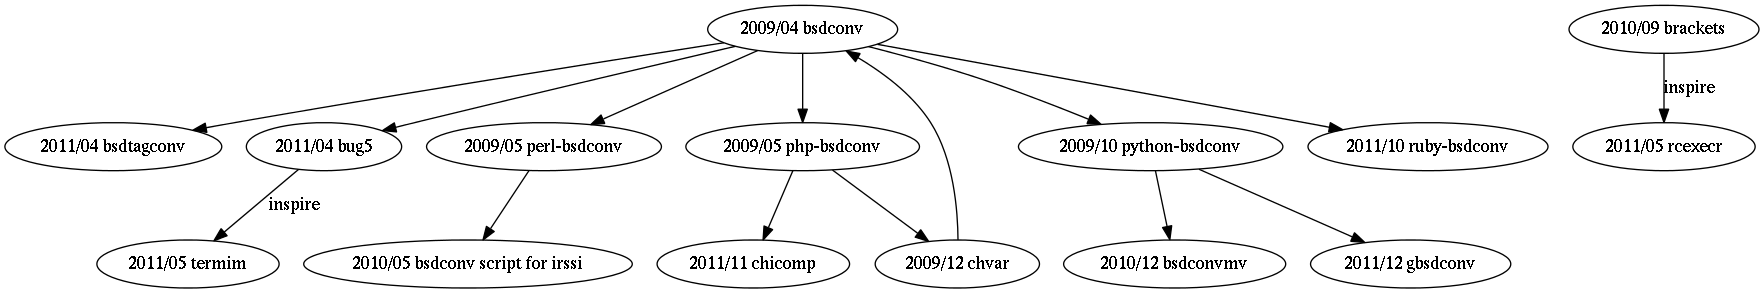 2009/04 bsdconv
2010/09 brackets
inspire
2011/04 bsdtagconv
2011/04 bug5
2009/05 perl-bsdconv
2009/05 php-bsdconv
2009/10 python-bsdconv
2011/10 ruby-bsdconv
2011/05 rcexecr
inspire
2011/05 termim
2010/05 bsdconv script for irssi
2011/11 chicomp
2009/12 chvar
2010/12 bsdconvmv
2011/12 gbsdconv